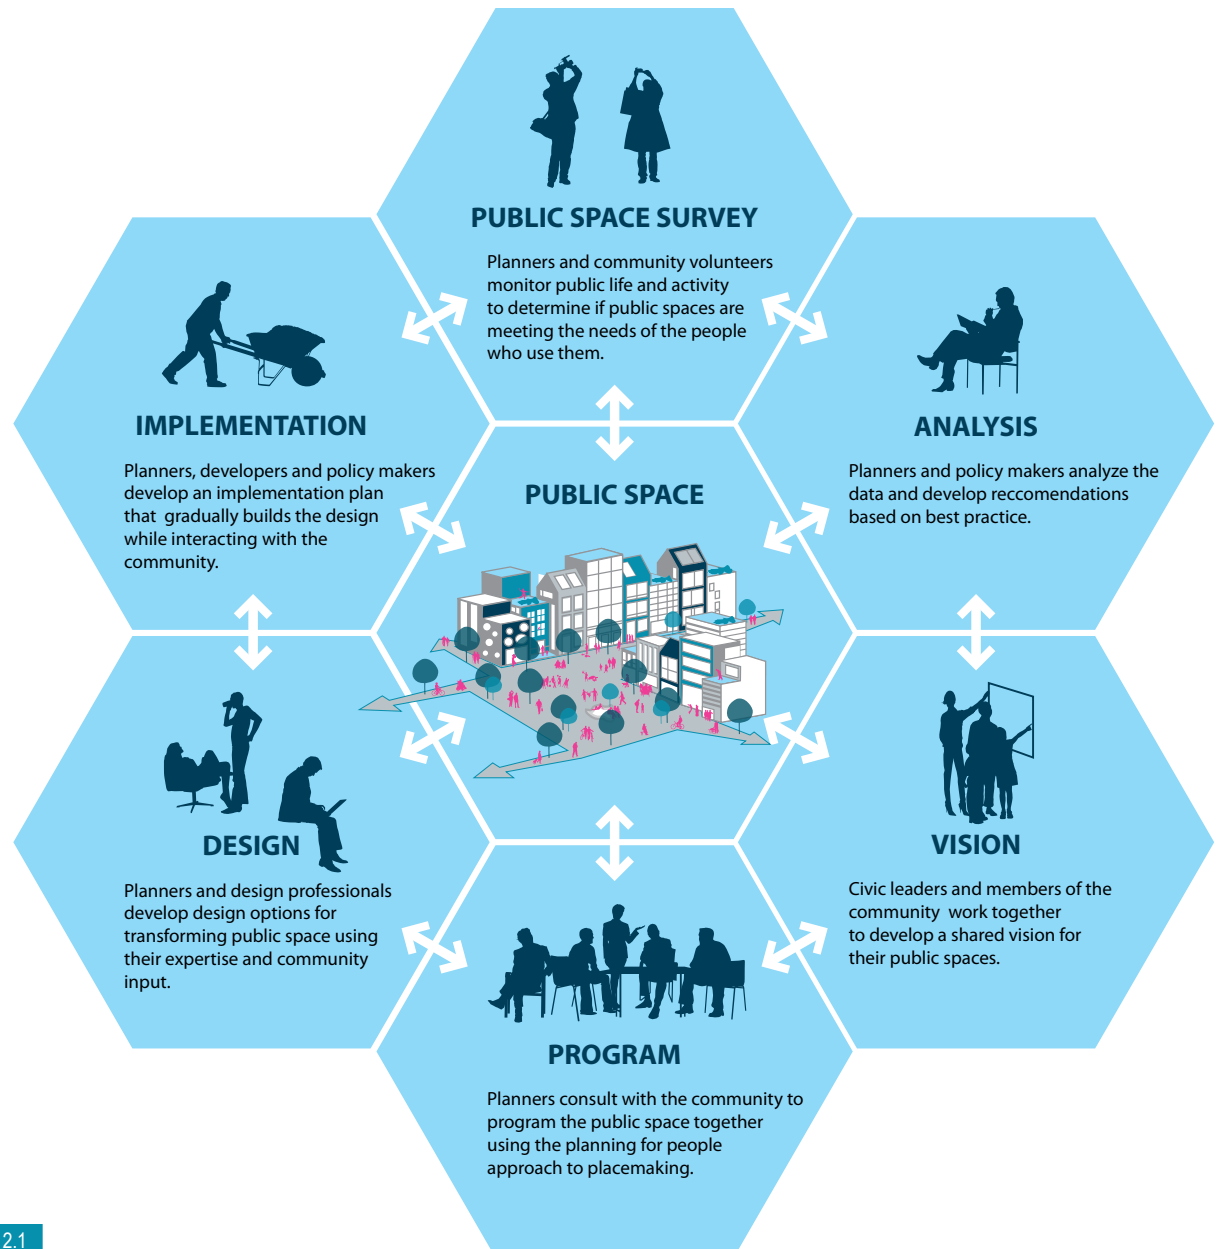 PUBLIC SPACE SURVEY
Planners and community volunteers
monitor public life and activity
to determine if public spaces are
meeting the needs of the people
who use them.
IMPLEMENTATION
Planners, developers and policy makers
develop an implementation plan
that gradually builds the design
while interacting with the
community.
ANALYSIS
Planners and policy makers analyze the
data and develop reccomendations
based on best practice.
PUBLIC SPACE
DESIGN
Planners and design professionals
develop design options for
transforming public space using
their expertise and community
input.
VISION
Civic leaders and members of the
community work together
to develop a shared vision for
their public spaces.
PROGRAM
Planners consult with the community to
program the public space together
using the planning for people
approach to placemaking.
2.1